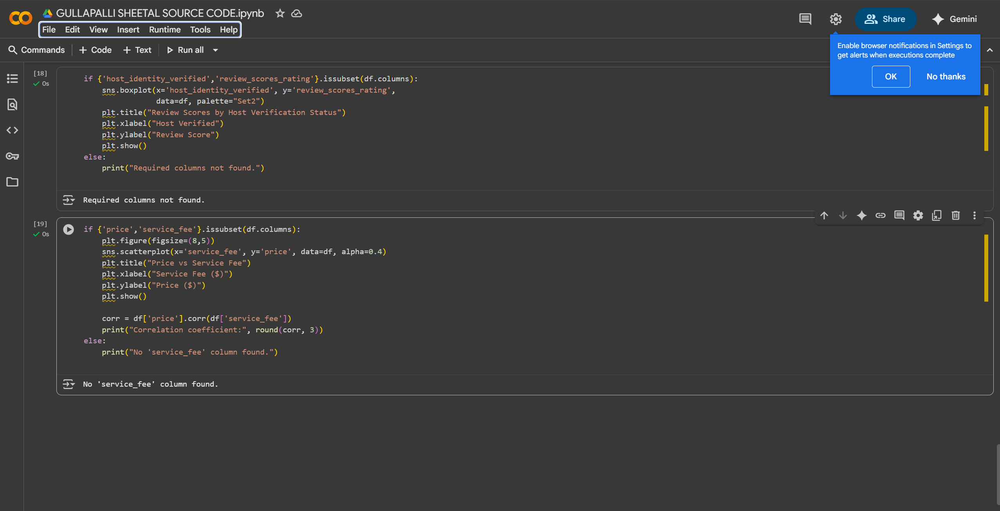 GULLAPALLI SHEETAL SOURCE CODE.ipynb
File Edit View Insert Runtime Tools Help
Share
Gemini
Commands + Code + Text Run all
Enable browser notifications in Settings to
get alerts when executions complete
OK No thanks
[18]
0s
if {'host_identity_verified','review_scores_rating'}.issubset(df.columns):
    sns.boxplot(x='host_identity_verified', y='review_scores_rating',
                data=df, palette="Set2")
    plt.title("Review Scores by Host Verification Status")
    plt.xlabel("Host Verified")
    plt.ylabel("Review Score")
    plt.show()
else:
    print("Required columns not found.")
Required columns not found.
[19]
0s
if {'price','service_fee'}.issubset(df.columns):
    plt.figure(figsize=(8,5))
    sns.scatterplot(x='service_fee', y='price', data=df, alpha=0.4)
    plt.title("Price vs Service Fee")
    plt.xlabel("Service Fee ($)")
    plt.ylabel("Price ($)")
    plt.show()
    corr = df['price'].corr(df['service_fee'])
    print("Correlation coefficient:", round(corr, 3))
else:
    print("No 'service_fee' column found.")
No 'service_fee' column found.